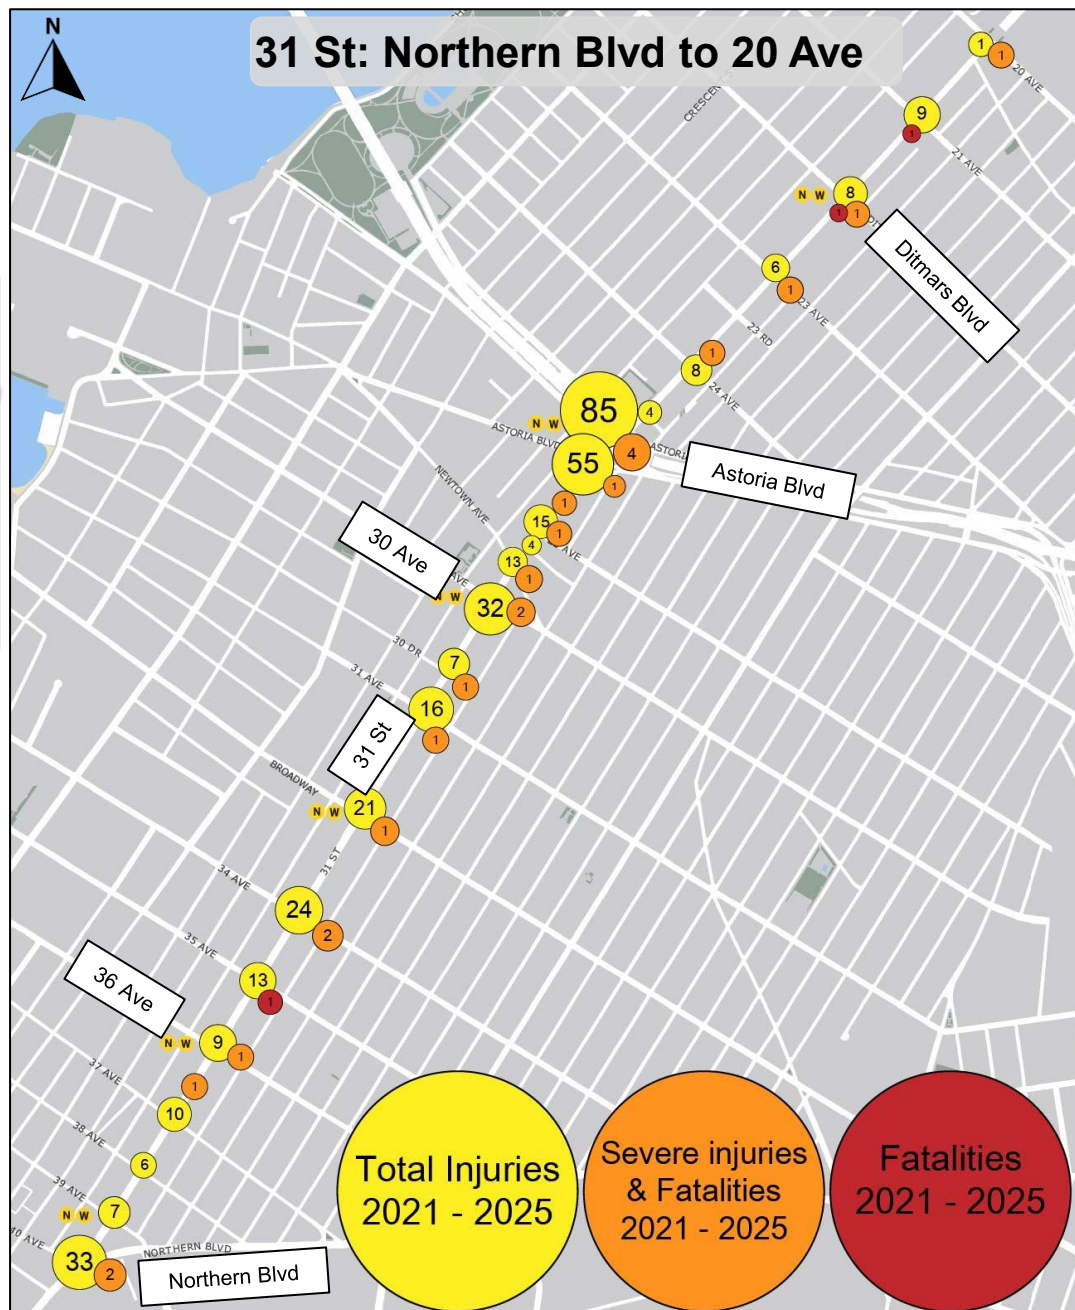 N
31 St: Northern Blvd to 20 Ave
1
1
20 AVE
CRESCENT S
9
1
21 AVE
N W
8
1
1
Ditmars Blvd
6
1
23 AVE
23 RD
1
8
24 AVE
85
4
N W
ASTORIA BLVD
55
4
ASTORIA
1
Astoria Blvd
NEWTOWN AVE
1
15
1
AVE
4
13
1
30 Ave
AVE
W
32
2
30 DR
7
1
31 AVE
16
1
31 St
BROADWAY
N W
21
1
31 ST
34 AVE
24
2
35 AVE
13
1
36 Ave
N W
9
1
37 AVE
1
10
38 AVE
6
39 AVE
N W
7
40 AVE
33
2
NORTHERN BLVD
Northern Blvd
Total Injuries
2021 - 2025
Severe injuries
& Fatalities
2021 - 2025
Fatalities
2021 - 2025